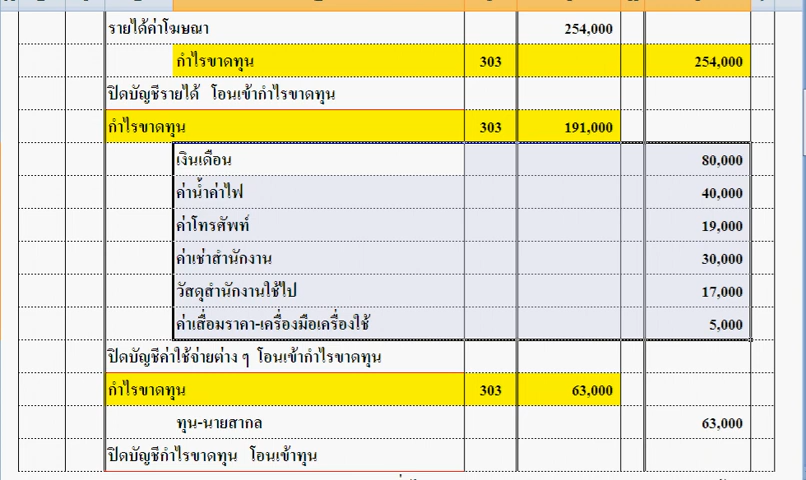 รายได้ค่าโฆษณา 254,000
กำไรขาดทุน 303 254,000
ปิดบัญชีรายได้ โอนเข้ากำไรขาดทุน
กำไรขาดทุน 303 191,000
เงินเดือน 80,000
ค่าน้ำค่าไฟ 40,000
ค่าโทรศัพท์ 19,000
ค่าเช่าสำนักงาน 30,000
วัสดุสำนักงานใช้ไป 17,000
ค่าเสื่อมราคา-เครื่องมือเครื่องใช้ 5,000
ปิดบัญชีค่าใช้จ่ายต่าง ๆ โอนเข้ากำไรขาดทุน
กำไรขาดทุน 303 63,000
ทุน-นายสากล 63,000
ปิดบัญชีกำไรขาดทุน โอนเข้าทุน